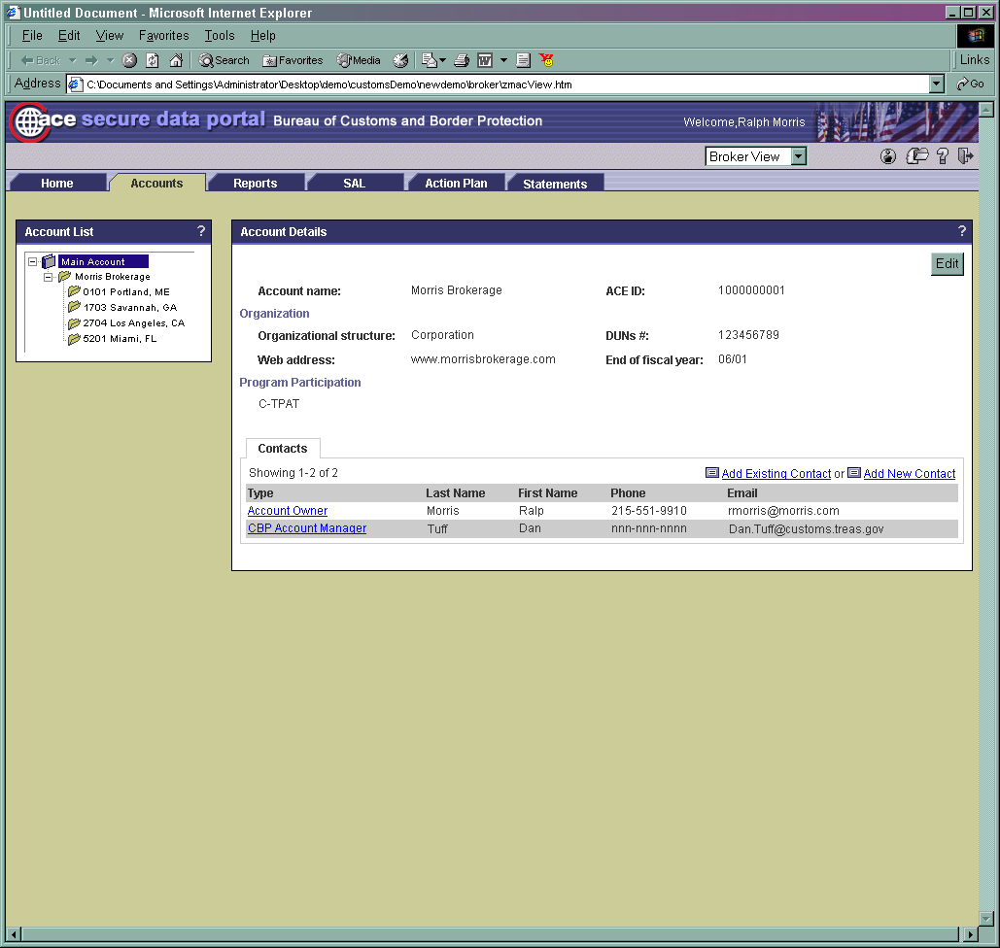 Untitled Document - Microsoft Internet Explorer
File Edit View Favorites Tools Help
Back Search Favorites Media Links
Address C:\Documents and Settings\Administrator\Desktop\demo\customsDemo\newdemo\broker\zmacView.htm Go
ace secure data portal Bureau of Customs and Border Protection Welcome,Ralph Morris
Broker View
Home Accounts Reports SAL Action Plan Statements
Account List ?
Main Account
Morris Brokerage
0101 Portland, ME
1703 Savannah, GA
2704 Los Angeles, CA
5201 Miami, FL
Account Details ?
Edit
Account name: Morris Brokerage ACE ID: 1000000001
Organization
Organizational structure: Corporation DUNs #: 123456789
Web address: www.morrisbrokerage.com End of fiscal year: 06/01
Program Participation
C-TPAT
Contacts
Showing 1-2 of 2 Add Existing Contact or Add New Contact
Type Last Name First Name Phone Email
Account Owner Morris Ralp 215-551-9910 rmorris@morris.com
CBP Account Manager Tuff Dan nnn-nnn-nnnn Dan.Tuff@customs.treas.gov